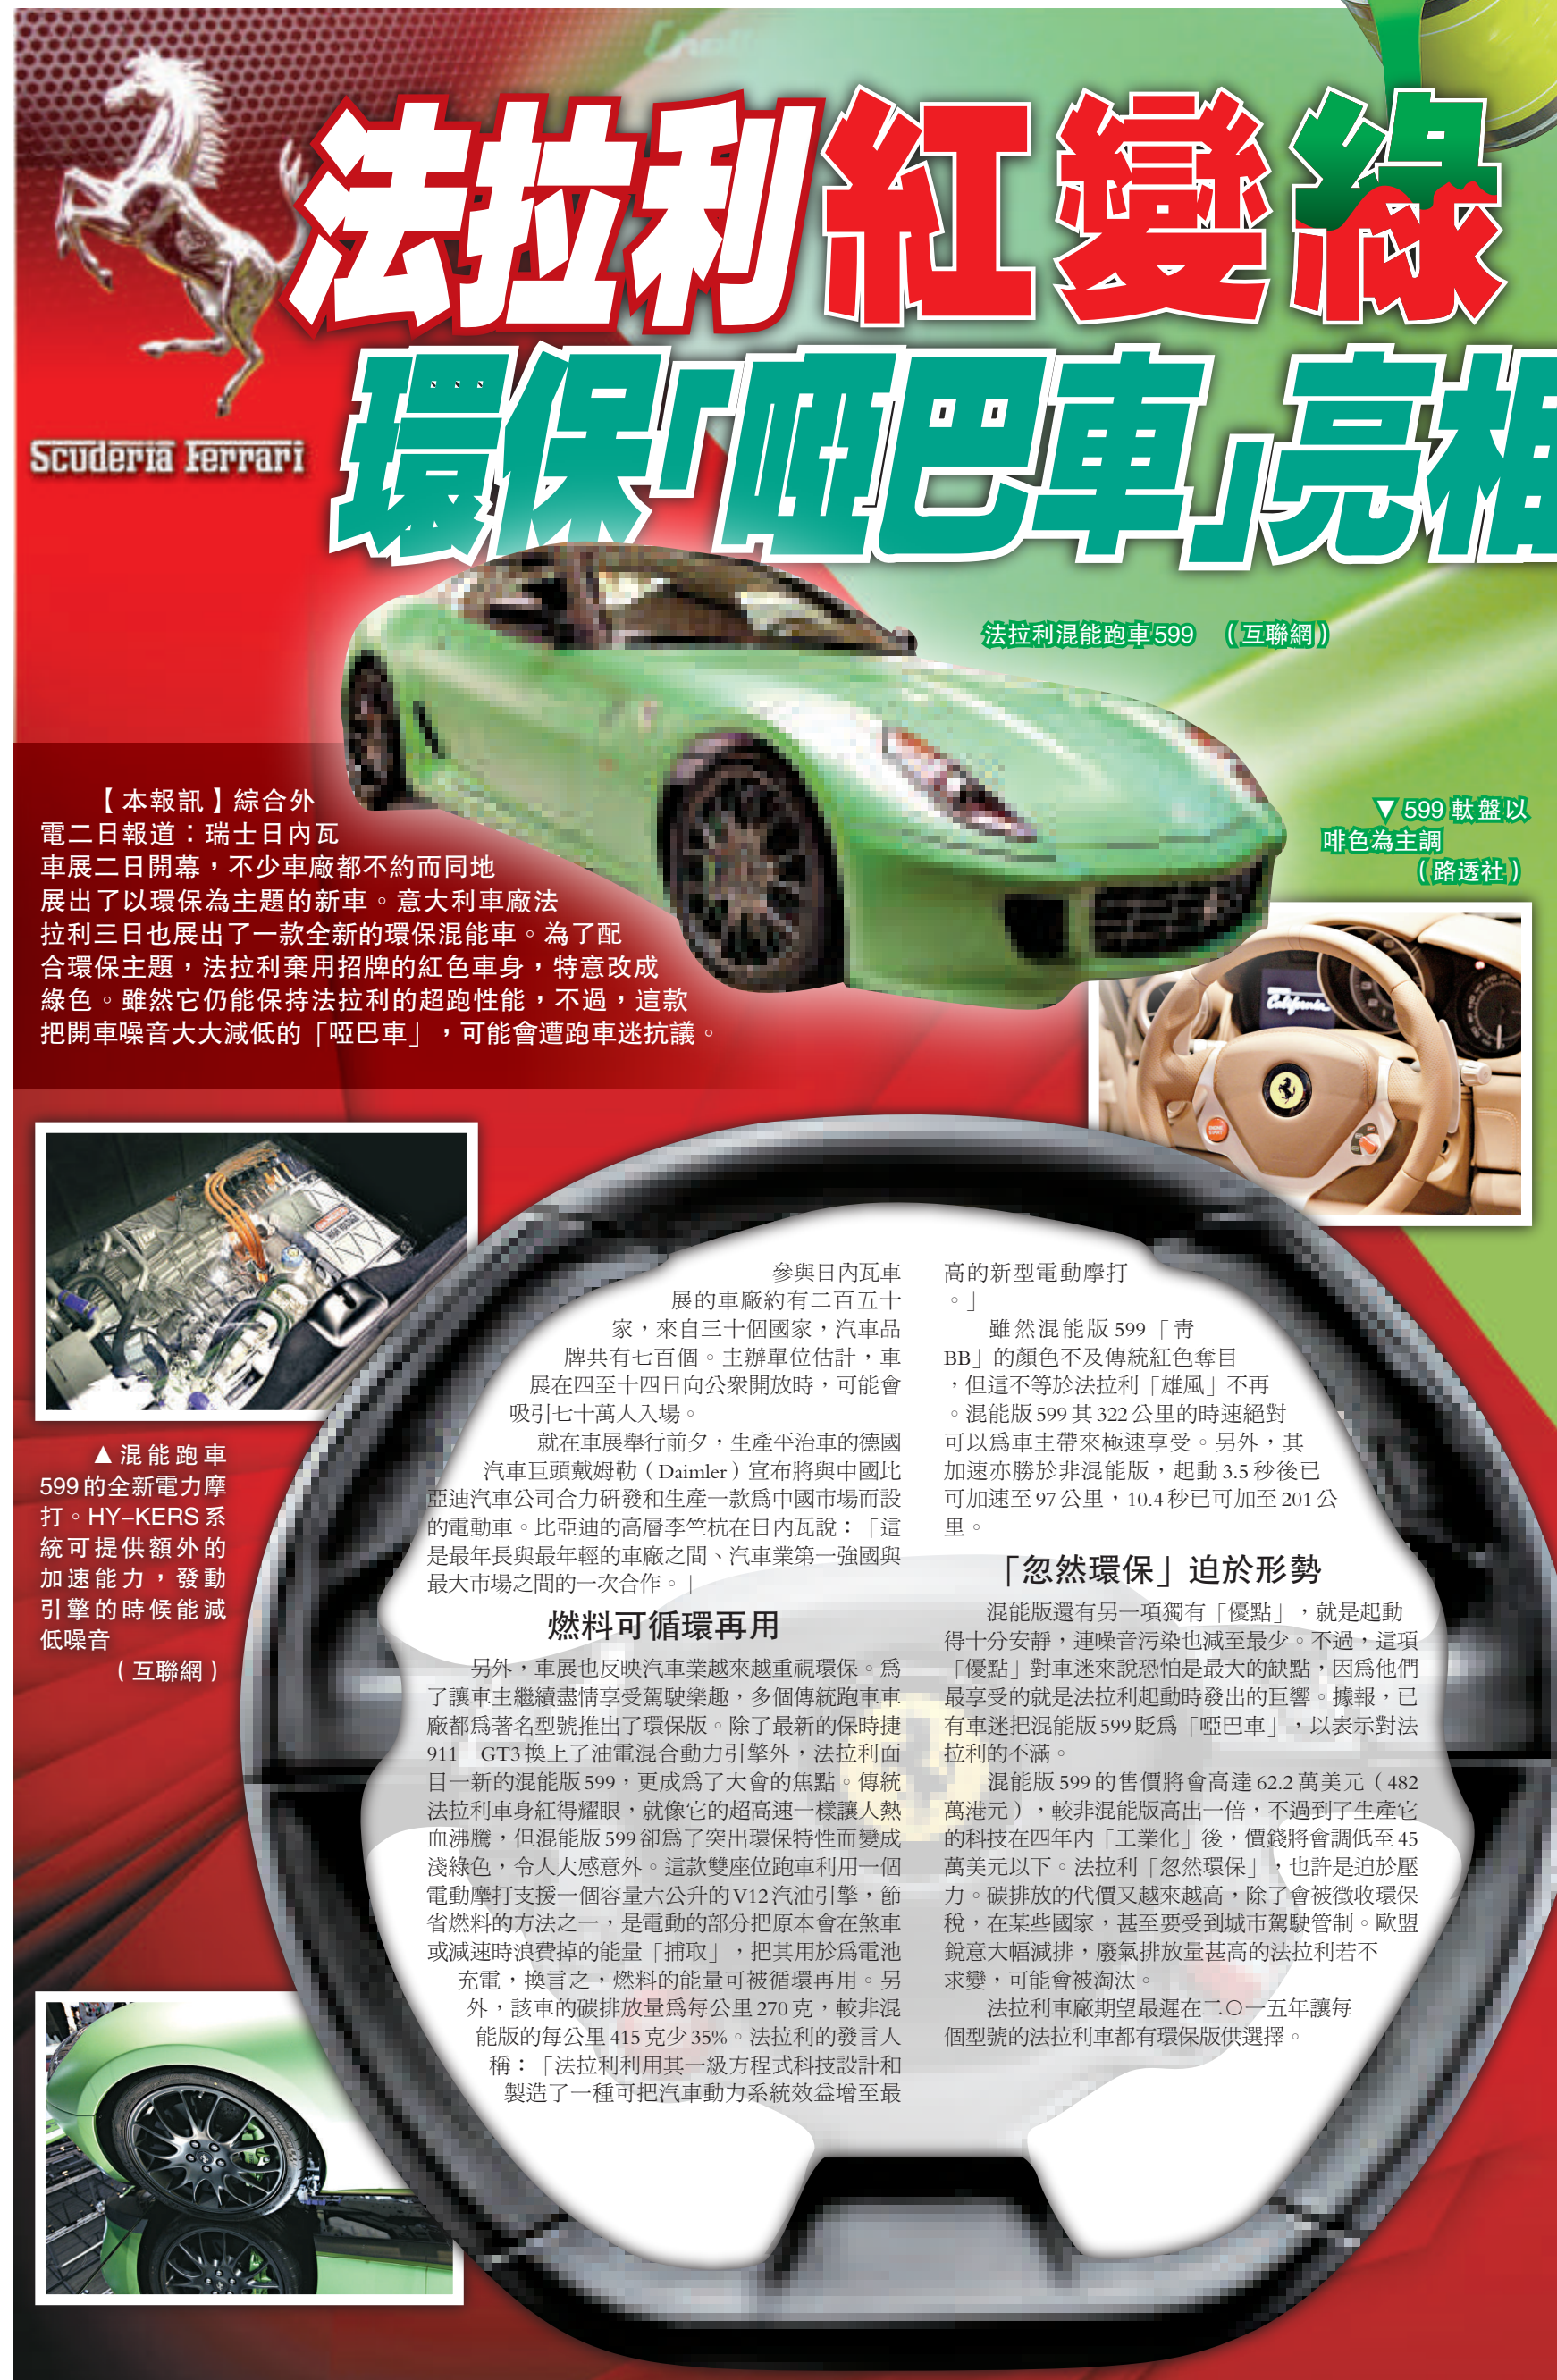 法拉利紅變綠
環保「啞巴車」亮相
Scuderia Ferrari
法拉利混能跑車599 （互聯網）
【本報訊】綜合外
電二日報道：瑞士日內瓦
車展二日開幕，不少車廠都不約而同地
展出了以環保為主題的新車。意大利車廠法
拉利三日也展出了一款全新的環保混能車。為了配
合環保主題，法拉利棄用招牌的紅色車身，特意改成
綠色。雖然它仍能保持法拉利的超跑性能，不過，這款
把開車噪音大大減低的「啞巴車」，可能會遭跑車迷抗議。
▼599 軚盤以
啡色為主調
（路透社）
California
▲混能跑車
599的全新電力摩
打。HY-KERS系
統可提供額外的
加速能力，發動
引擎的時候能減
低噪音
（互聯網）
參與日內瓦車
展的車廠約有二百五十
家，來自三十個國家，汽車品
牌共有七百個。主辦單位估計，車
展在四至十四日向公衆開放時，可能會
吸引七十萬人入場。
就在車展舉行前夕，生產平治車的德國
汽車巨頭戴姆勒（Daimler）宣布將與中國比
亞迪汽車公司合力研發和生產一款爲中國市場而設
的電動車。比亞迪的高層李竺杭在日內瓦說：「這
是最年長與最年輕的車廠之間、汽車業第一強國與
最大市場之間的一次合作。」
燃料可循環再用
另外，車展也反映汽車業越來越重視環保。爲
了讓車主繼續盡情享受駕駛樂趣，多個傳統跑車車
廠都爲著名型號推出了環保版。除了最新的保時捷
911 GT3換上了油電混合動力引擎外，法拉利面
目一新的混能版599，更成爲了大會的焦點。傳統
法拉利車身紅得耀眼，就像它的超高速一樣讓人熱
血沸騰，但混能版599卻爲了突出環保特性而變成
淺綠色，令人大感意外。這款雙座位跑車利用一個
電動摩打支援一個容量六公升的V12汽油引擎，節
省燃料的方法之一，是電動的部分把原本會在煞車
或減速時浪費掉的能量「捕取」，把其用於爲電池
充電，換言之，燃料的能量可被循環再用。另
外，該車的碳排放量爲每公里270克，較非混
能版的每公里415克少35%。法拉利的發言人
稱：「法拉利利用其一級方程式科技設計和
製造了一種可把汽車動力系統效益增至最
高的新型電動摩打
。」
雖然混能版599「靑
BB」的顏色不及傳統紅色奪目
，但這不等於法拉利「雄風」不再
。混能版599其322公里的時速絕對
可以爲車主帶來極速享受。另外，其
加速亦勝於非混能版，起動3.5秒後已
可加速至97公里，10.4秒已可加至201公
里。
「忽然環保」迫於形勢
混能版還有另一項獨有「優點」，就是起動
得十分安靜，連噪音污染也減至最少。不過，這項
「優點」對車迷來說恐怕是最大的缺點，因爲他們
最享受的就是法拉利起動時發出的巨響。據報，已
有車迷把混能版599貶爲「啞巴車」，以表示對法
拉利的不滿。
混能版599的售價將會高達62.2萬美元（482
萬港元），較非混能版高出一倍，不過到了生產它
的科技在四年內「工業化」後，價錢將會調低至45
萬美元以下。法拉利「忽然環保」，也許是迫於壓
力。碳排放的代價又越來越高，除了會被徵收環保
稅，在某些國家，甚至要受到城市駕駛管制。歐盟
銳意大幅減排，廢氣排放量甚高的法拉利若不
求變，可能會被淘汰。
法拉利車廠期望最遲在二〇一五年讓每
個型號的法拉利車都有環保版供選擇。